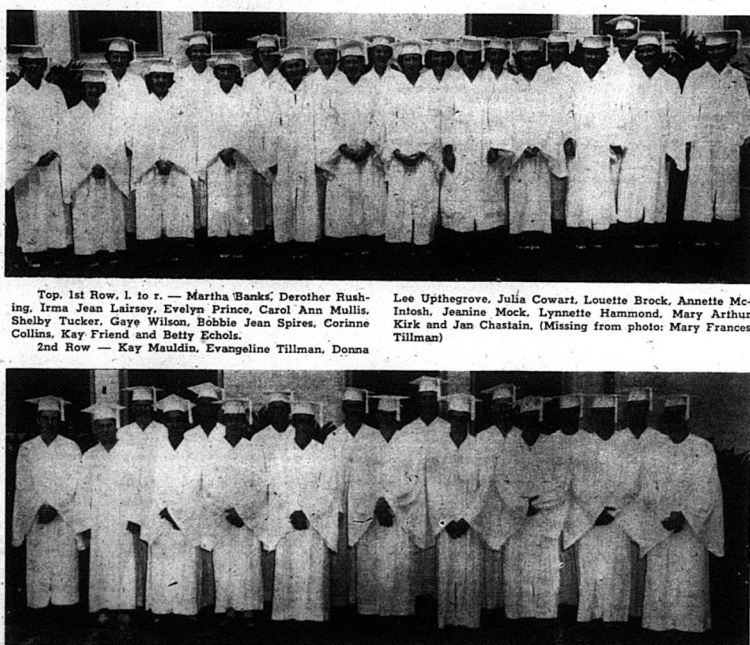 Top, 1st Row, l. to r. — Martha Banks, Derother Rush-
ing, Irma Jean Lairsey, Evelyn Prince, Carol Ann Mullis,
Shelby Tucker, Gaye Wilson, Bobbie Jean Spires, Corinne
Collins, Kay Friend and Betty Echols.
2nd Row — Kay Mauldin, Evangeline Tillman, Donna
Lee Upthegrove, Julia Cowart, Louette Brock, Annette Mc-
Intosh, Jeanine Mock, Lynnette Hammond, Mary Arthur
Kirk and Jan Chastain. (Missing from photo: Mary Frances
Tillman)